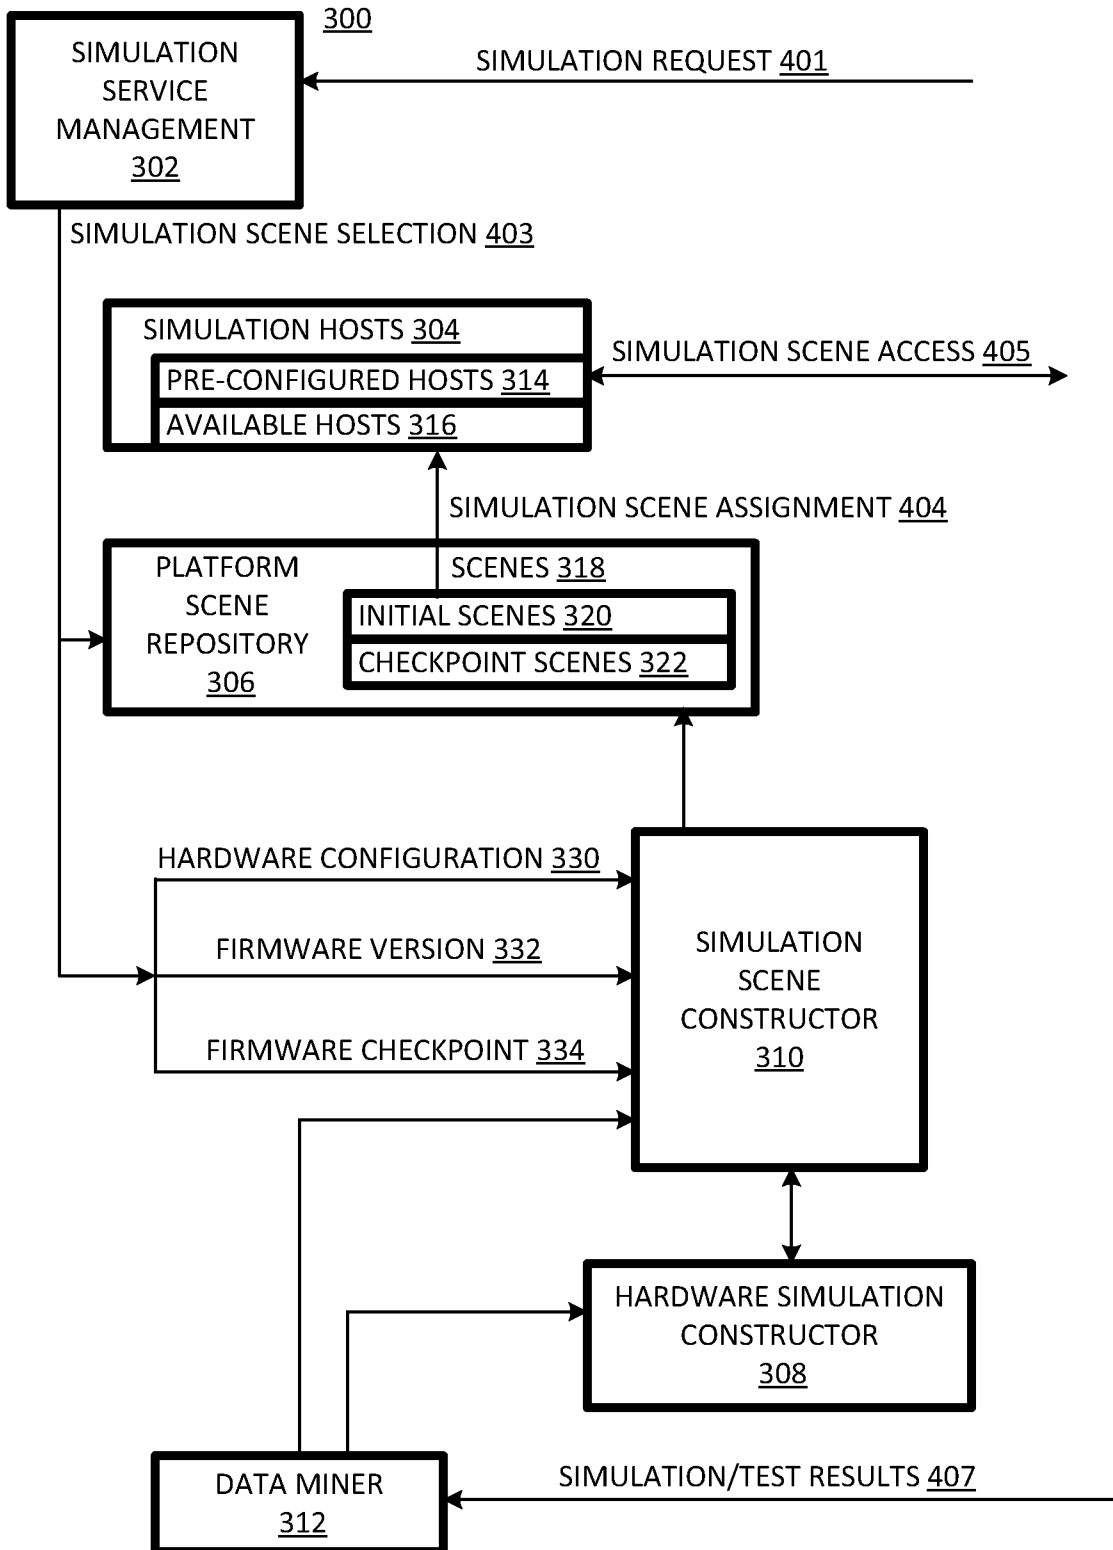 300
SIMULATION
SERVICE
MANAGEMENT
302
SIMULATION REQUEST 401
SIMULATION SCENE SELECTION 403
SIMULATION HOSTS 304
PRE-CONFIGURED HOSTS 314
AVAILABLE HOSTS 316
SIMULATION SCENE ACCESS 405
SIMULATION SCENE ASSIGNMENT 404
PLATFORM
SCENE
REPOSITORY
306
SCENES 318
INITIAL SCENES 320
CHECKPOINT SCENES 322
HARDWARE CONFIGURATION 330
FIRMWARE VERSION 332
FIRMWARE CHECKPOINT 334
SIMULATION
SCENE
CONSTRUCTOR
310
HARDWARE SIMULATION
CONSTRUCTOR
308
DATA MINER
312
SIMULATION/TEST RESULTS 407